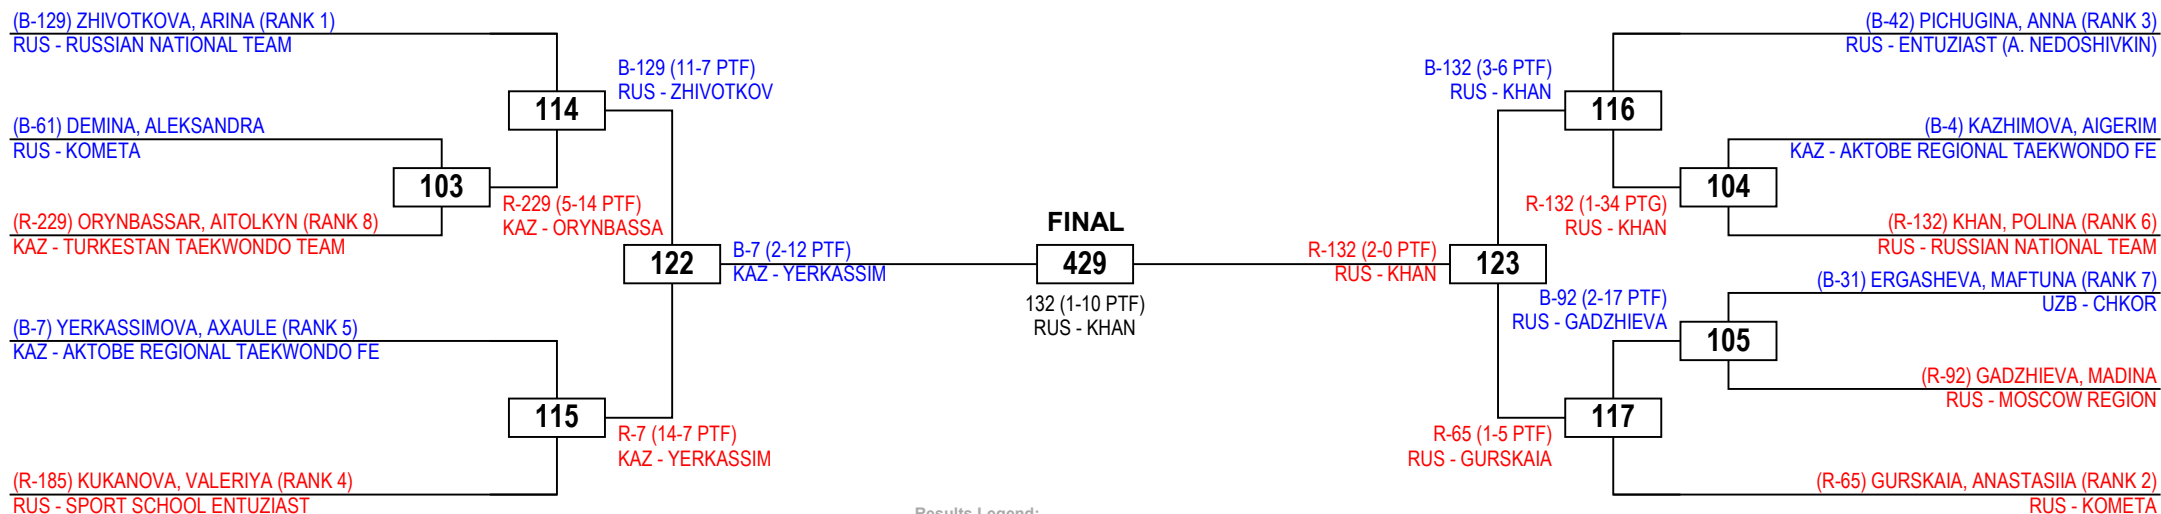 (B-129) ZHIVOTKOVA, ARINA (RANK 1)
RUS - RUSSIAN NATIONAL TEAM
B-129 (11-7 PTF)
RUS - ZHIVOTKOV
114
(B-61) DEMINA, ALEKSANDRA
RUS - KOMETA
103
R-229 (5-14 PTF)
KAZ - ORYNBASSA
(R-229) ORYNBASSAR, AITOLKYN (RANK 8)
KAZ - TURKESTAN TAEKWONDO TEAM
122
B-7 (2-12 PTF)
KAZ - YERKASSIM
(B-7) YERKASSIMOVA, AXAULE (RANK 5)
KAZ - AKTOBE REGIONAL TAEKWONDO FE
115
R-7 (14-7 PTF)
KAZ - YERKASSIM
(R-185) KUKANOVA, VALERIYA (RANK 4)
RUS - SPORT SCHOOL ENTUZIAST
FINAL
429
132 (1-10 PTF)
RUS - KHAN
(B-42) PICHUGINA, ANNA (RANK 3)
RUS - ENTUZIAST (A. NEDOSHIVKIN)
B-132 (3-6 PTF)
RUS - KHAN
116
(B-4) KAZHIMOVA, AIGERIM
KAZ - AKTOBE REGIONAL TAEKWONDO FE
104
R-132 (1-34 PTG)
RUS - KHAN
(R-132) KHAN, POLINA (RANK 6)
RUS - RUSSIAN NATIONAL TEAM
R-132 (2-0 PTF)
RUS - KHAN
123
(B-31) ERGASHEVA, MAFTUNA (RANK 7)
UZB - CHKOR
B-92 (2-17 PTF)
RUS - GADZHIEVA
105
(R-92) GADZHIEVA, MADINA
RUS - MOSCOW REGION
117
R-65 (1-5 PTF)
RUS - GURSKAIA
(R-65) GURSKAIA, ANASTASIIA (RANK 2)
RUS - KOMETA
Results Legend: